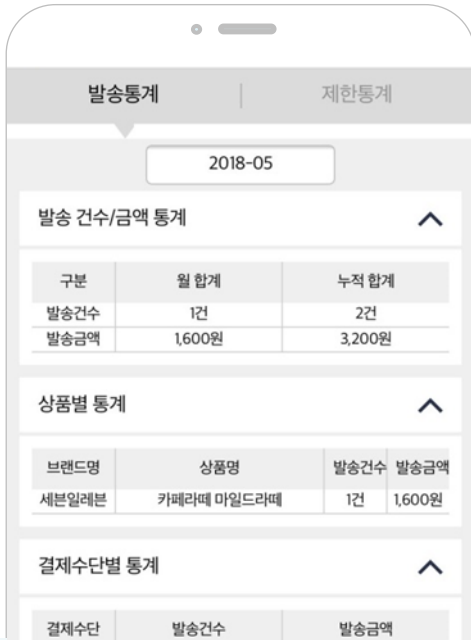 발송통계 제한통계
2018-05
발송 건수/금액 통계
구분 월 합계 누적 합계
발송건수 1건 2건
발송금액 1,600원 3,200원
상품별 통계
브랜드명 상품명 발송건수 발송금액
세븐일레븐 카페라떼 마일드라떼 1건 1,600원
결제수단별 통계
결제수단 발송건수 발송금액